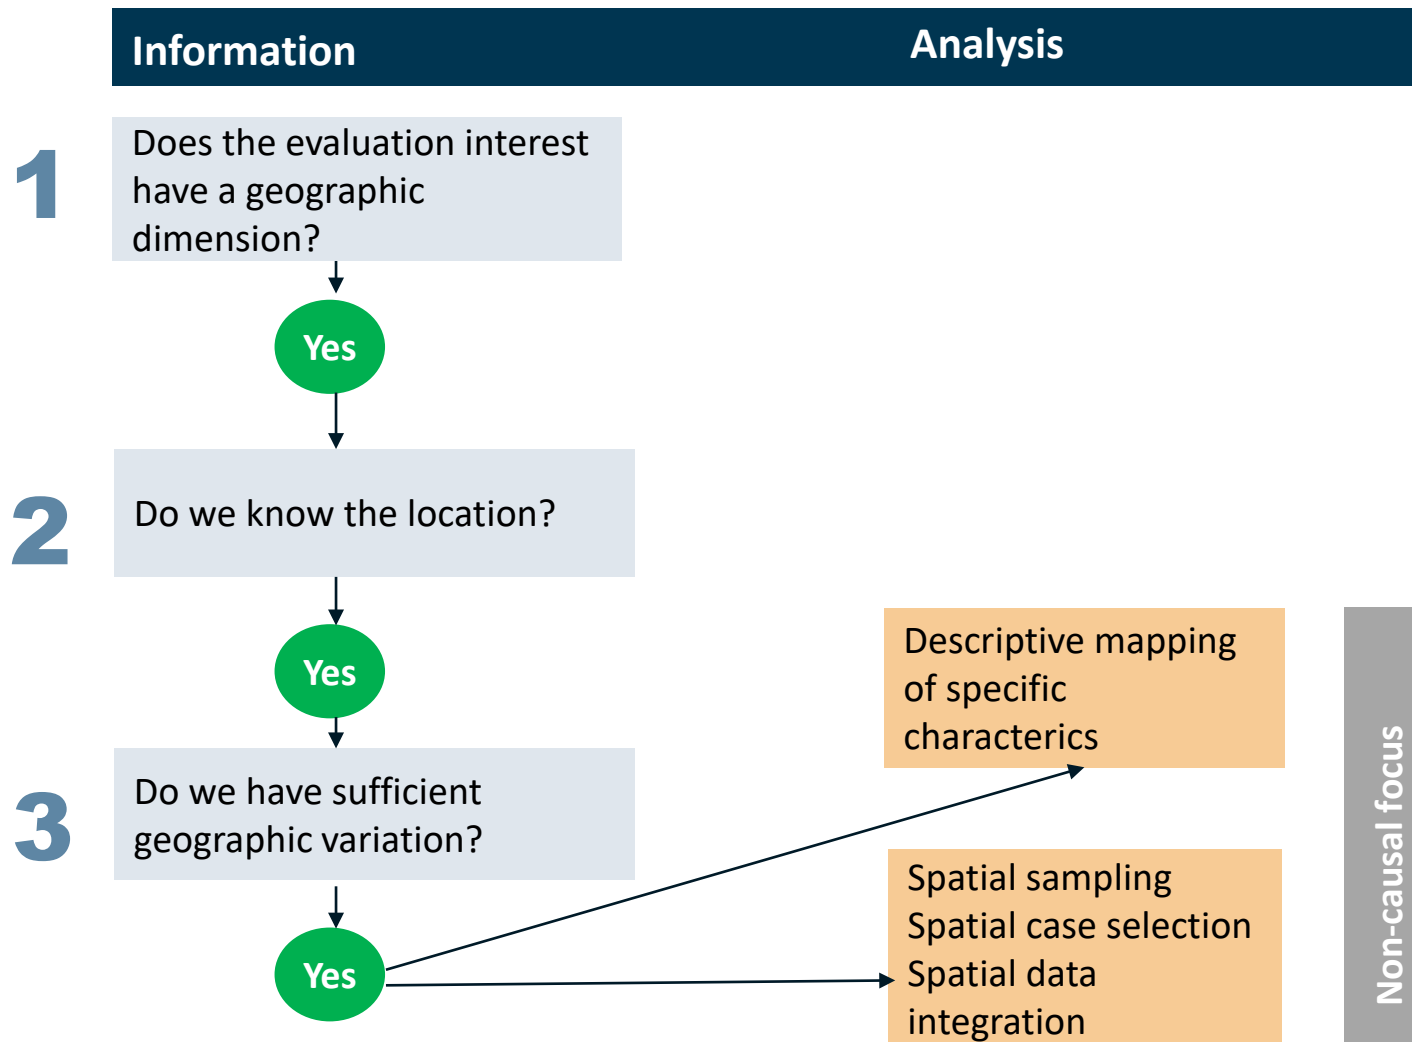 Information
Analysis
1
Does the evaluation interest
have a geographic
dimension?
Yes
2
Do we know the location?
Yes
3
Do we have sufficient
geographic variation?
Yes
Descriptive mapping
of specific
characterics
Spatial sampling
Spatial case selection
Spatial data
integration
Non-causal focus